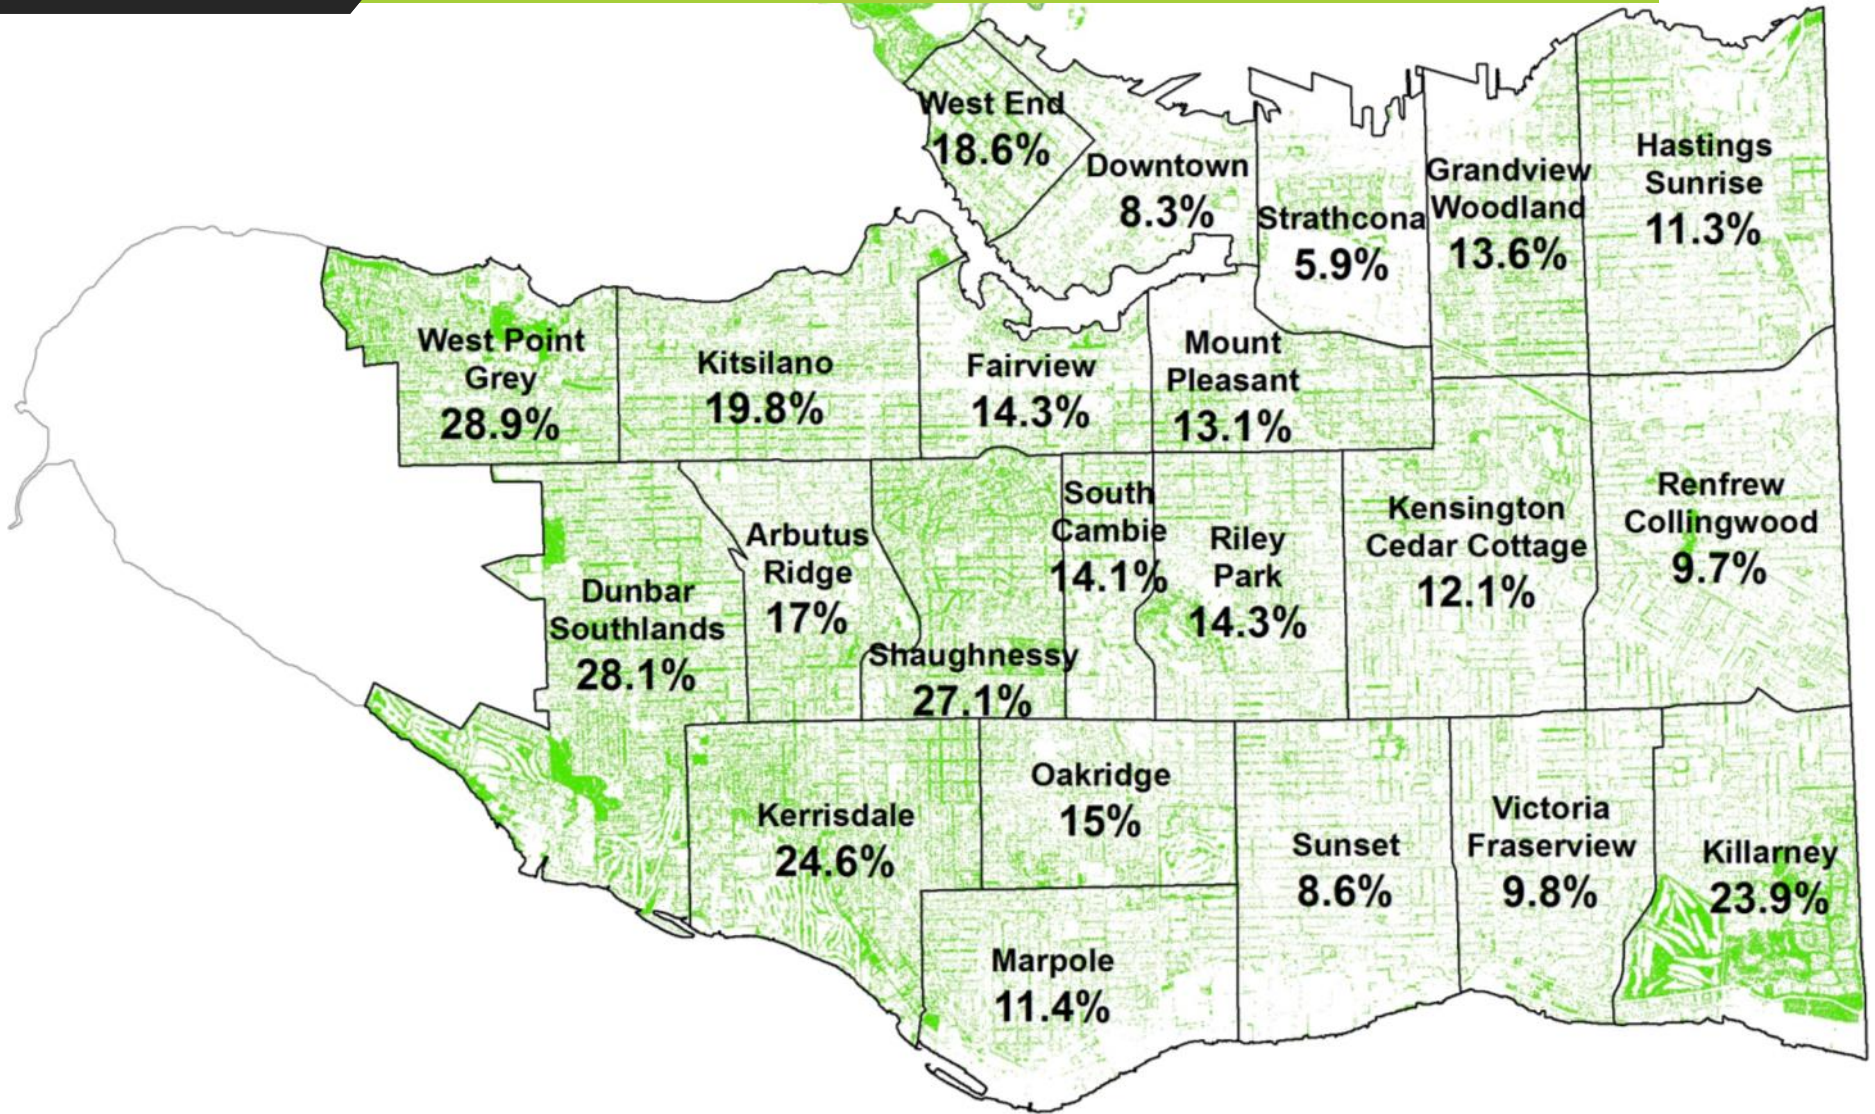 West End
18.6%
Downtown
8.3%
Strathcona
5.9%
Grandview
Woodland
13.6%
Hastings
Sunrise
11.3%
West Point
Grey
28.9%
Kitsilano
19.8%
Fairview
14.3%
Mount
Pleasant
13.1%
Dunbar
Southlands
28.1%
Arbutus
Ridge
17%
Shaughnessy
27.1%
South
Cambie
14.1%
Riley
Park
14.3%
Kensington
Cedar Cottage
12.1%
Renfrew
Collingwood
9.7%
Kerrisdale
24.6%
Oakridge
15%
Marpole
11.4%
Sunset
8.6%
Victoria
Fraserview
9.8%
Killarney
23.9%